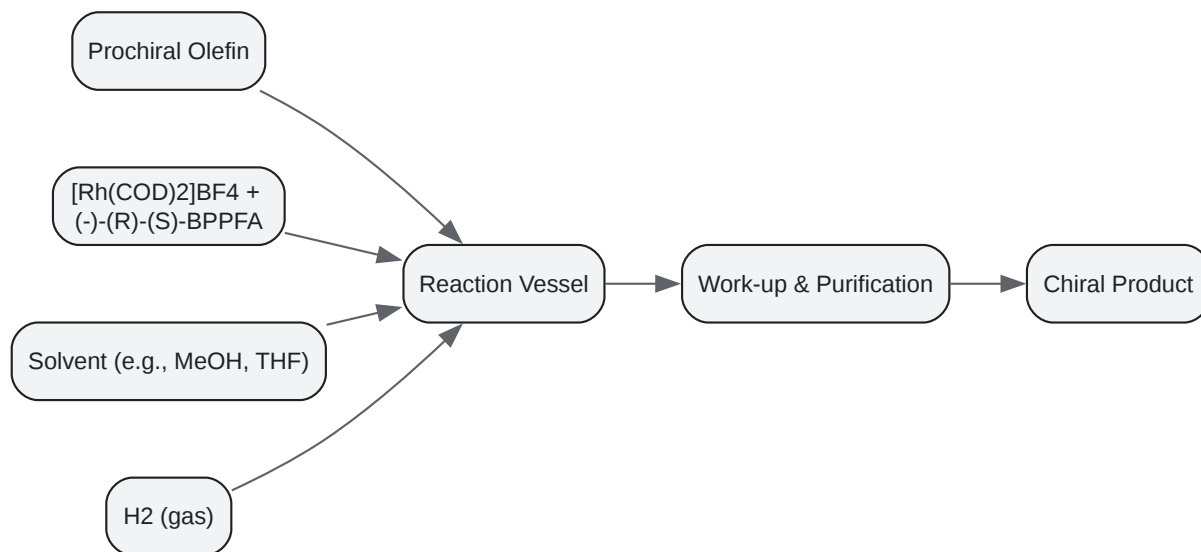 Prochiral Olefin
[Rh(COD)2]BF4 +
(-)-(R)-(S)-BPPFA
Solvent (e.g., MeOH, THF)
H2 (gas)
Reaction Vessel
Work-up & Purification
Chiral Product